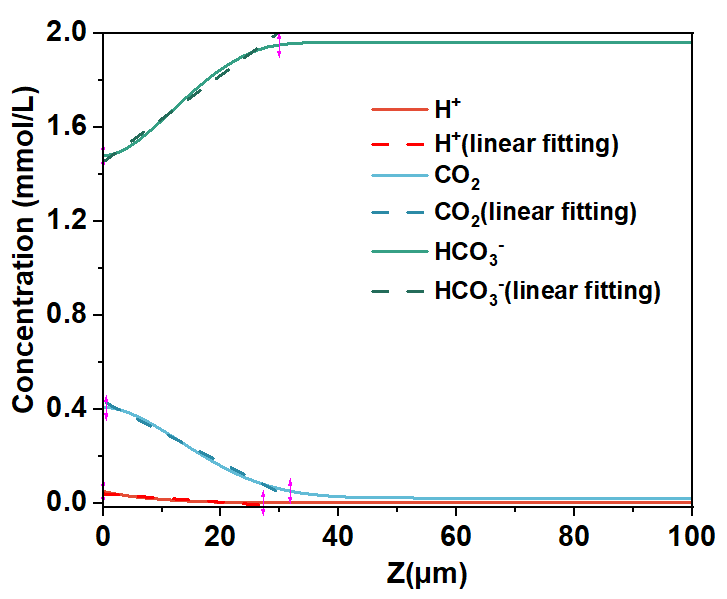 Concentration (mmol/L)
2.0
1.6
1.2
0.8
0.4
0.0
H⁺
H⁺(linear fitting)
CO₂
CO₂(linear fitting)
HCO₃⁻
HCO₃⁻(linear fitting)
0 20 40 60 80 100
Z(μm)